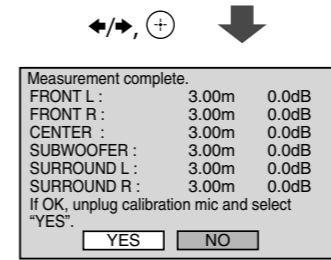 ←/→,
Measurement complete.
FRONT L : 3.00m 0.0dB
FRONT R : 3.00m 0.0dB
CENTER : 3.00m 0.0dB
SUBWOOFER : 3.00m 0.0dB
SURROUND L : 3.00m 0.0dB
SURROUND R : 3.00m 0.0dB
If OK, unplug calibration mic and select
“YES”.
YES NO